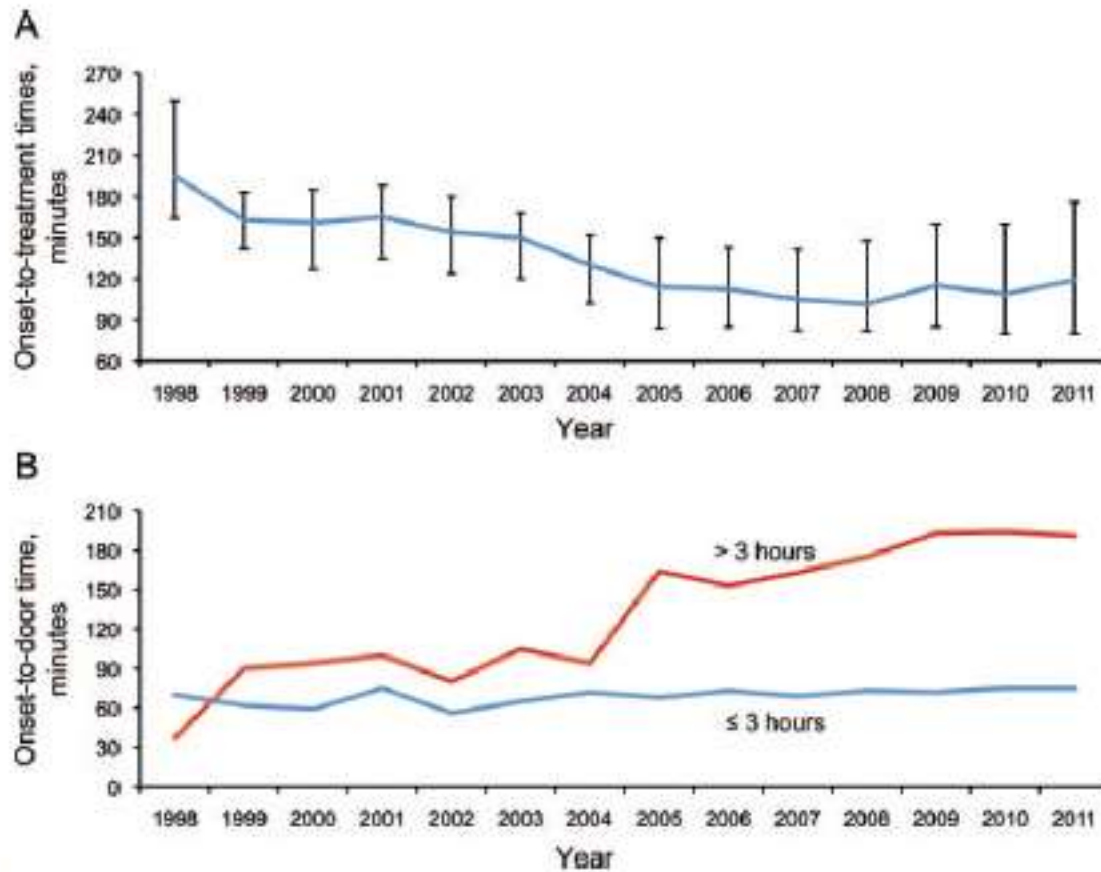 A
Onset-to-treatment times,
minutes
270
240
210
180
150
120
90
60
1998 1999 2000 2001 2002 2003 2004 2005 2006 2007 2008 2009 2010 2011
Year
B
Onset-to-door time,
minutes
210
180
150
120
90
60
30
0
> 3 hours
≤ 3 hours
1998 1999 2000 2001 2002 2003 2004 2005 2006 2007 2008 2009 2010 2011
Year